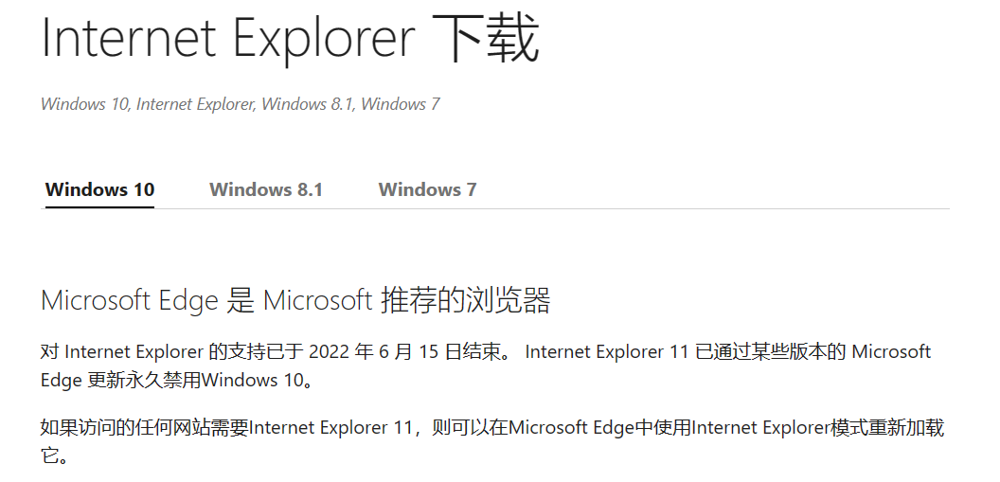 Internet Explorer 下载
Windows 10, Internet Explorer, Windows 8.1, Windows 7
Windows 10 Windows 8.1 Windows 7
Microsoft Edge 是 Microsoft 推荐的浏览器
对 Internet Explorer 的支持已于 2022 年 6 月 15 日结束。 Internet Explorer 11 已通过某些版本的 Microsoft
Edge 更新永久禁用Windows 10。
如果访问的任何网站需要Internet Explorer 11，则可以在Microsoft Edge中使用Internet Explorer模式重新加载
它。